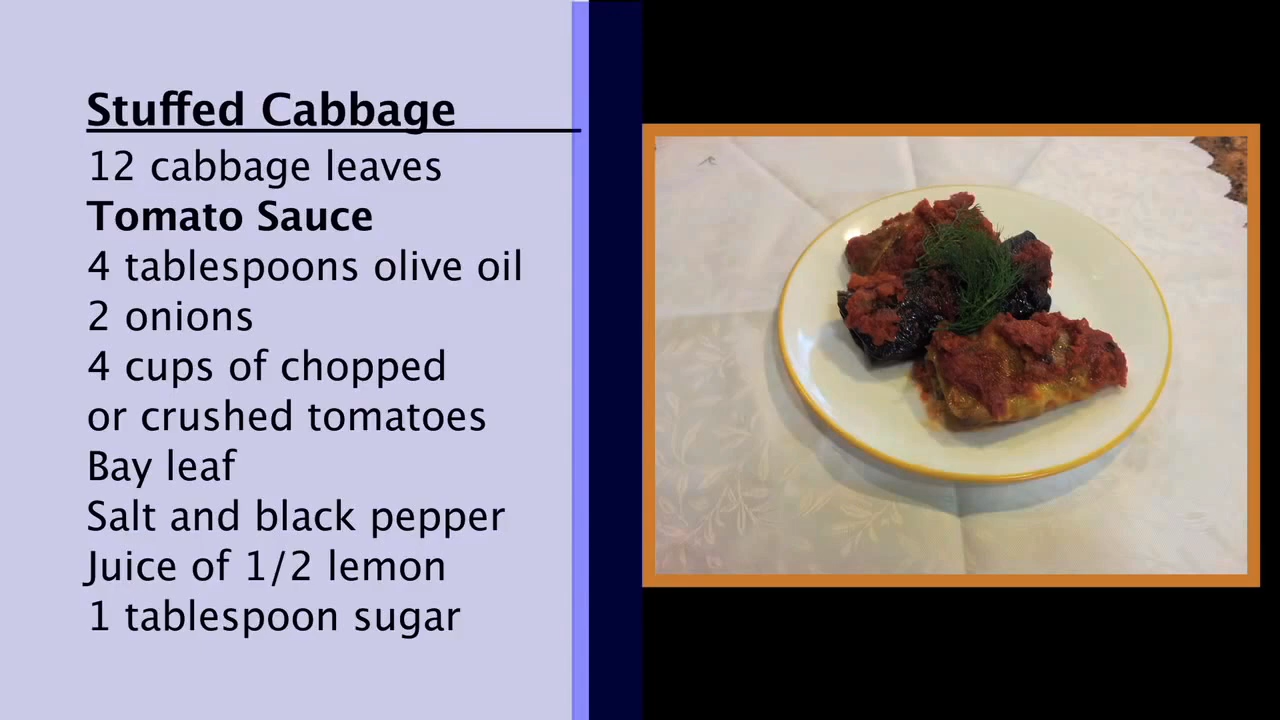 Stuffed Cabbage
12 cabbage leaves
Tomato Sauce
4 tablespoons olive oil
2 onions
4 cups of chopped
or crushed tomatoes
Bay leaf
Salt and black pepper
Juice of 1/2 lemon
1 tablespoon sugar